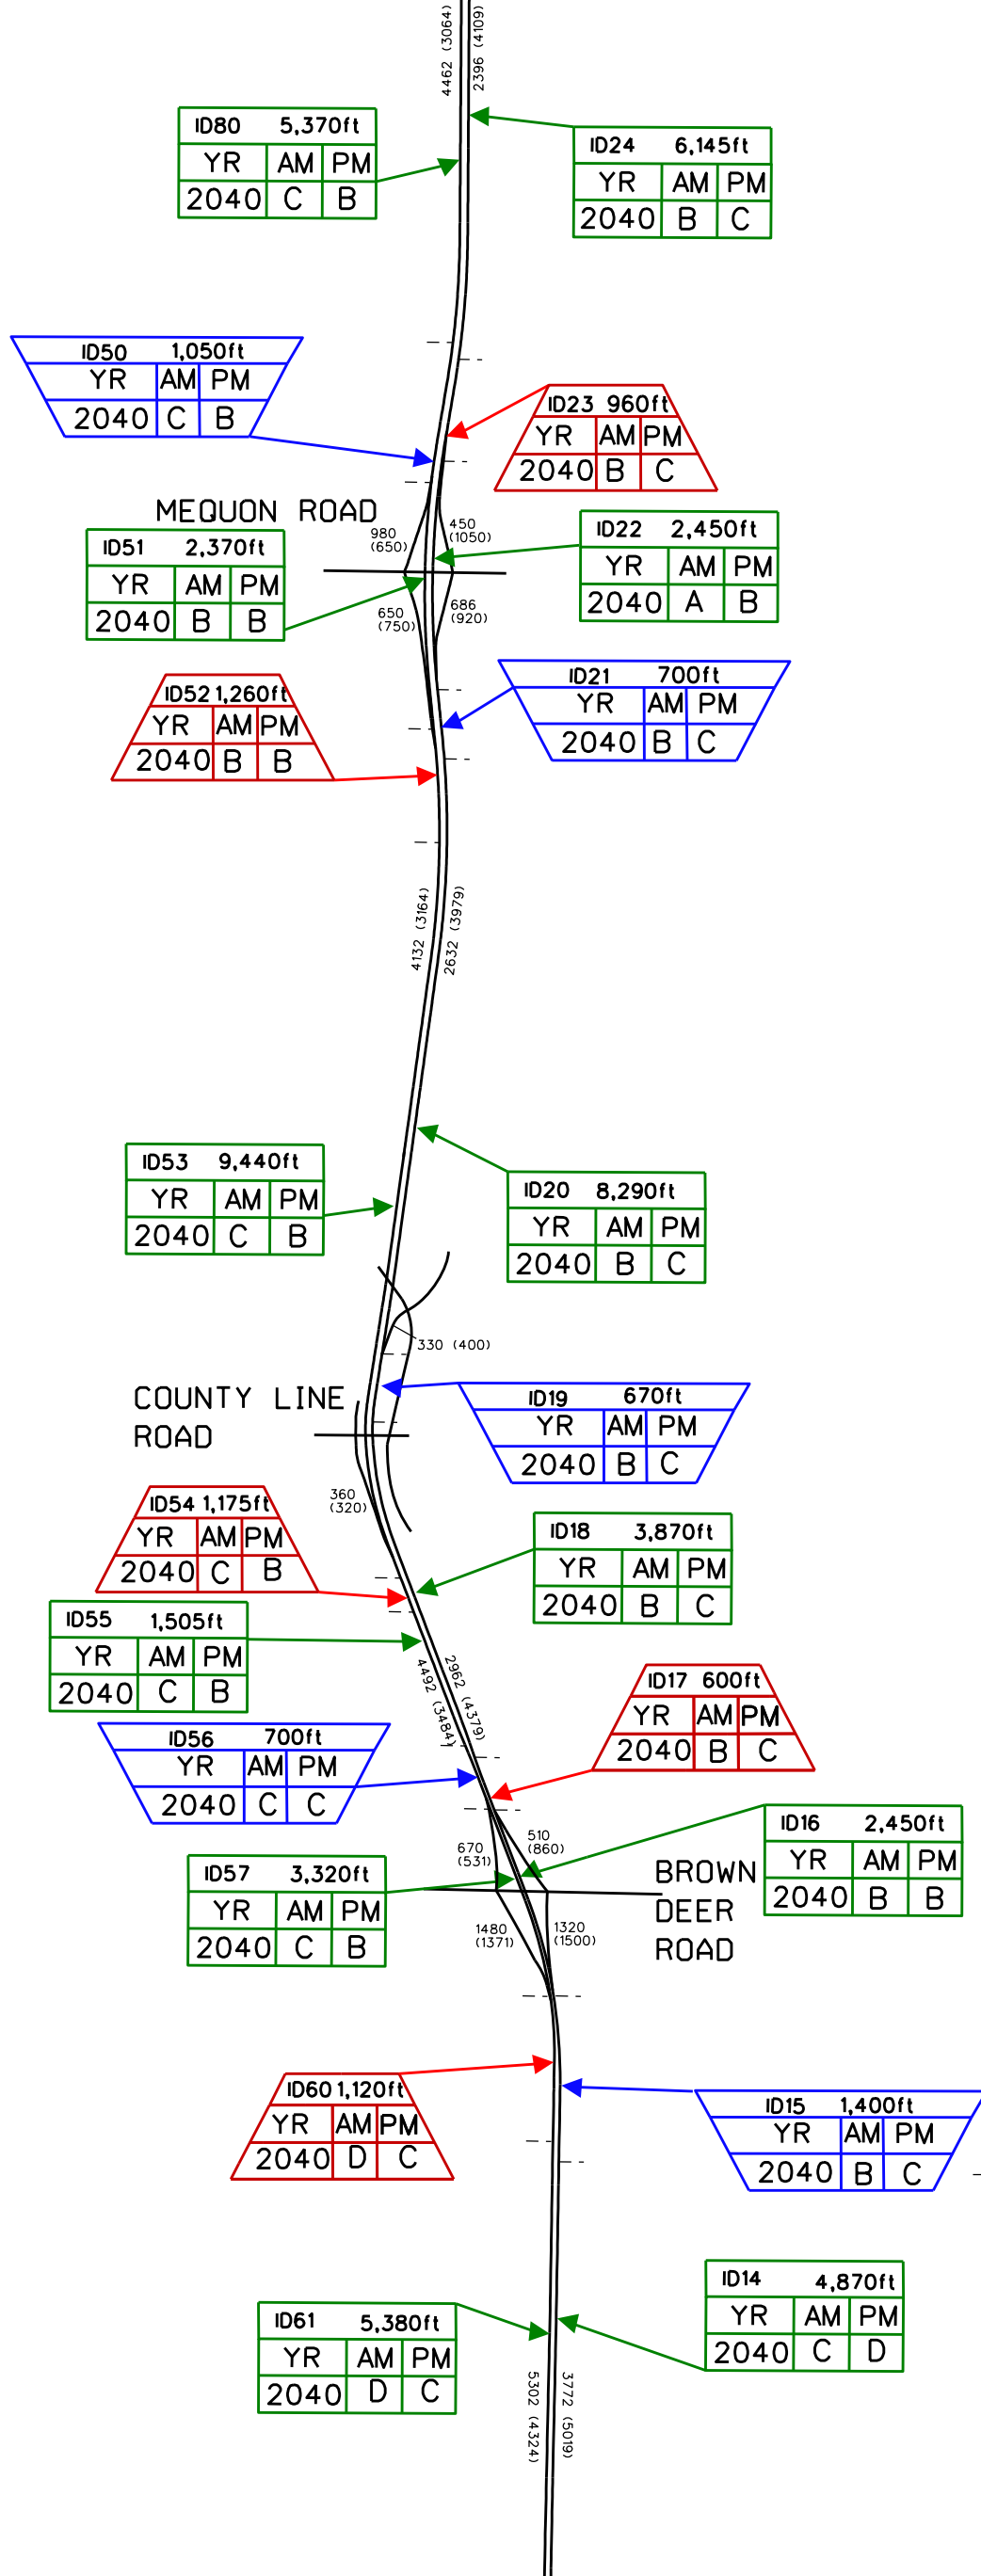 4462 (3064)
2396 (4109)
ID80 5,370ft
YR AM PM
2040 C B
ID24 6,145ft
YR AM PM
2040 B C
ID50 1,050ft
YR AM PM
2040 C B
ID23 960ft
YR AM PM
2040 B C
MEQUON ROAD
980
(650)
450
(1050)
ID51 2,370ft
YR AM PM
2040 B B
ID22 2,450ft
YR AM PM
2040 A B
650
(750)
686
(920)
ID52 1,260ft
YR AM PM
2040 B B
ID21 700ft
YR AM PM
2040 B C
4132 (3164)
2632 (3979)
ID53 9,440ft
YR AM PM
2040 C B
ID20 8,290ft
YR AM PM
2040 B C
330 (400)
COUNTY LINE
ROAD
ID19 670ft
YR AM PM
2040 B C
360
(320)
ID54 1,175ft
YR AM PM
2040 C B
ID18 3,870ft
YR AM PM
2040 B C
ID55 1,505ft
YR AM PM
2040 C B
4492 (3484)
2962 (4379)
ID17 600ft
YR AM PM
2040 B C
ID56 700ft
YR AM PM
2040 C C
670
(531)
510
(860)
ID16 2,450ft
YR AM PM
2040 B B
ID57 3,320ft
YR AM PM
2040 C B
BROWN
DEER
ROAD
1480
(1371)
1320
(1500)
ID60 1,120ft
YR AM PM
2040 D C
ID15 1,400ft
YR AM PM
2040 B C
ID14 4,870ft
YR AM PM
2040 C D
ID61 5,380ft
YR AM PM
2040 D C
5302 (4324)
3772 (5019)